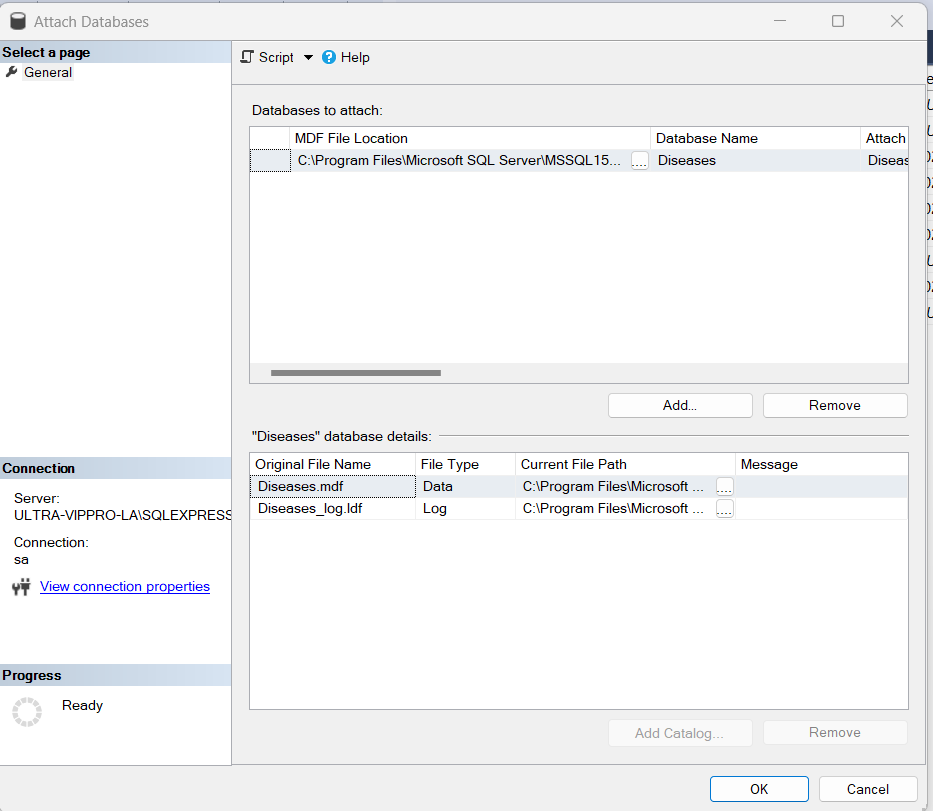 Attach Databases
Select a page
General
Script
Help
Databases to attach:
MDF File Location Database Name Attach
C:\Program Files\Microsoft SQL Server\MSSQL15... ... Diseases Diseas
Add... Remove
"Diseases" database details:
Original File Name File Type Current File Path Message
Diseases.mdf Data C:\Program Files\Microsoft ... ...
Diseases_log.ldf Log C:\Program Files\Microsoft ... ...
Connection
Server:
ULTRA-VIPPRO-LA\SQLEXPRESS
Connection:
sa
View connection properties
Progress
Ready
Add Catalog... Remove
OK Cancel